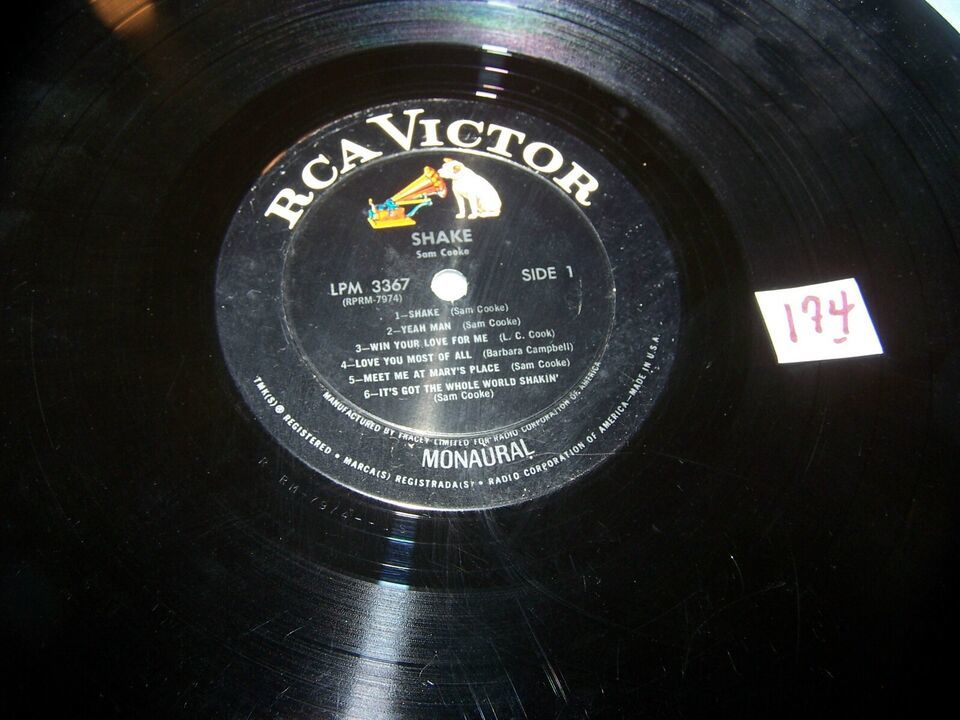 RCA VICTOR
SHAKE
Sam Cooke
LPM 3367
(RPRM-7974)
SIDE 1
1—SHAKE (Sam Cooke)
2—YEAH MAN (Sam Cooke)
3—WIN YOUR LOVE FOR ME (L. C. Cook)
4—LOVE YOU MOST OF ALL (Barbara Campbell)
5—MEET ME AT MARY'S PLACE (Sam Cooke)
6—IT'S GOT THE WHOLE WORLD SHAKIN'
(Sam Cooke)
MANUFACTURED BY TRACEY LIMITED FOR RADIO CORPORATION OF AMERICA
MONAURAL
TMK(S) ® REGISTERED • MARCA(S) REGISTRADA(S) • RADIO CORPORATION OF AMERICA—MADE IN U.S.A.
174